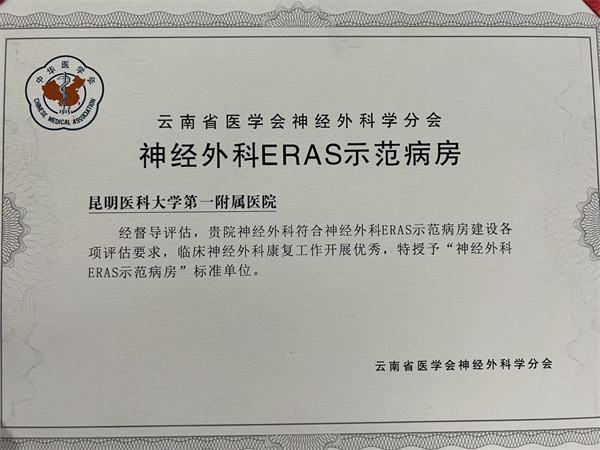 中华医学会
1915
CHINESE MEDICAL ASSOCIATION
云南省医学会神经外科学分会
神经外科ERAS示范病房
昆明医科大学第一附属医院
经督导评估，贵院神经外科符合神经外科ERAS示范病房建设各
项评估要求，临床神经外科康复工作开展优秀，特授予“神经外科
ERAS示范病房”标准单位。
云南省医学会神经外科学分会